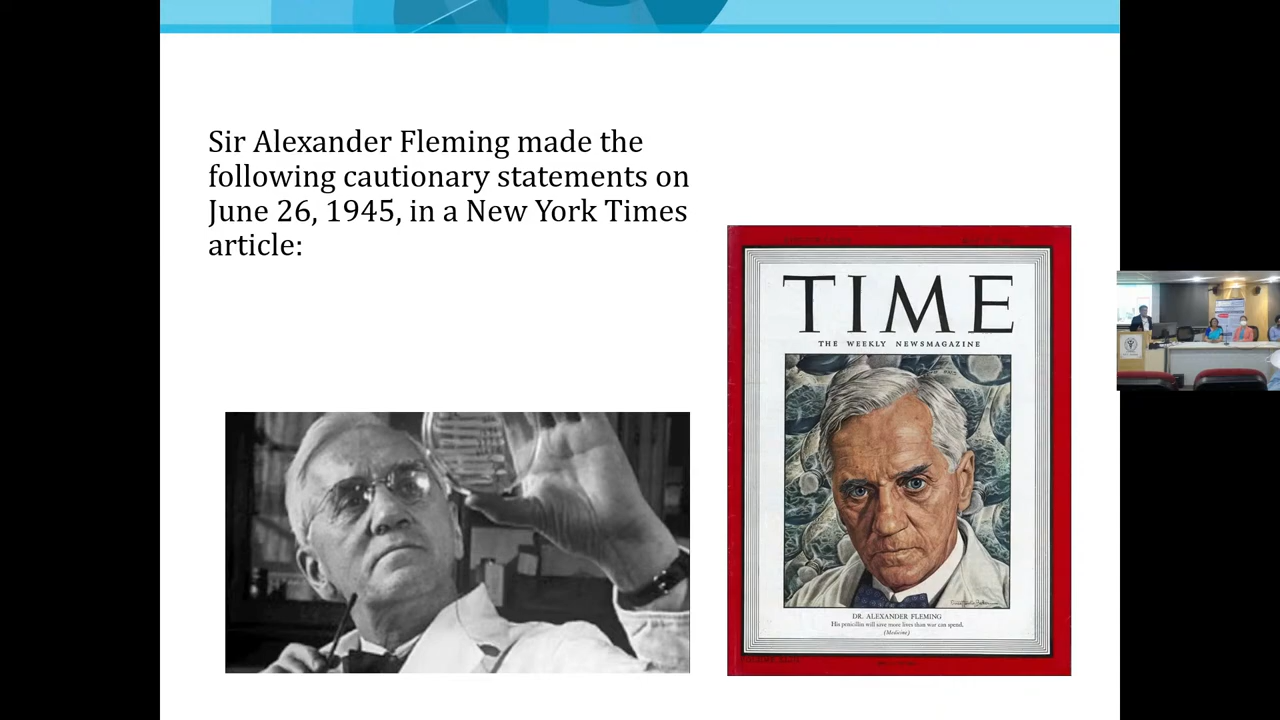 Sir Alexander Fleming made the
following cautionary statements on
June 26, 1945, in a New York Times
article:
TIME
THE WEEKLY NEWSMAGAZINE
DR. ALEXANDER FLEMING
His penicillin will save more lives than war can spend.
(Medicine)